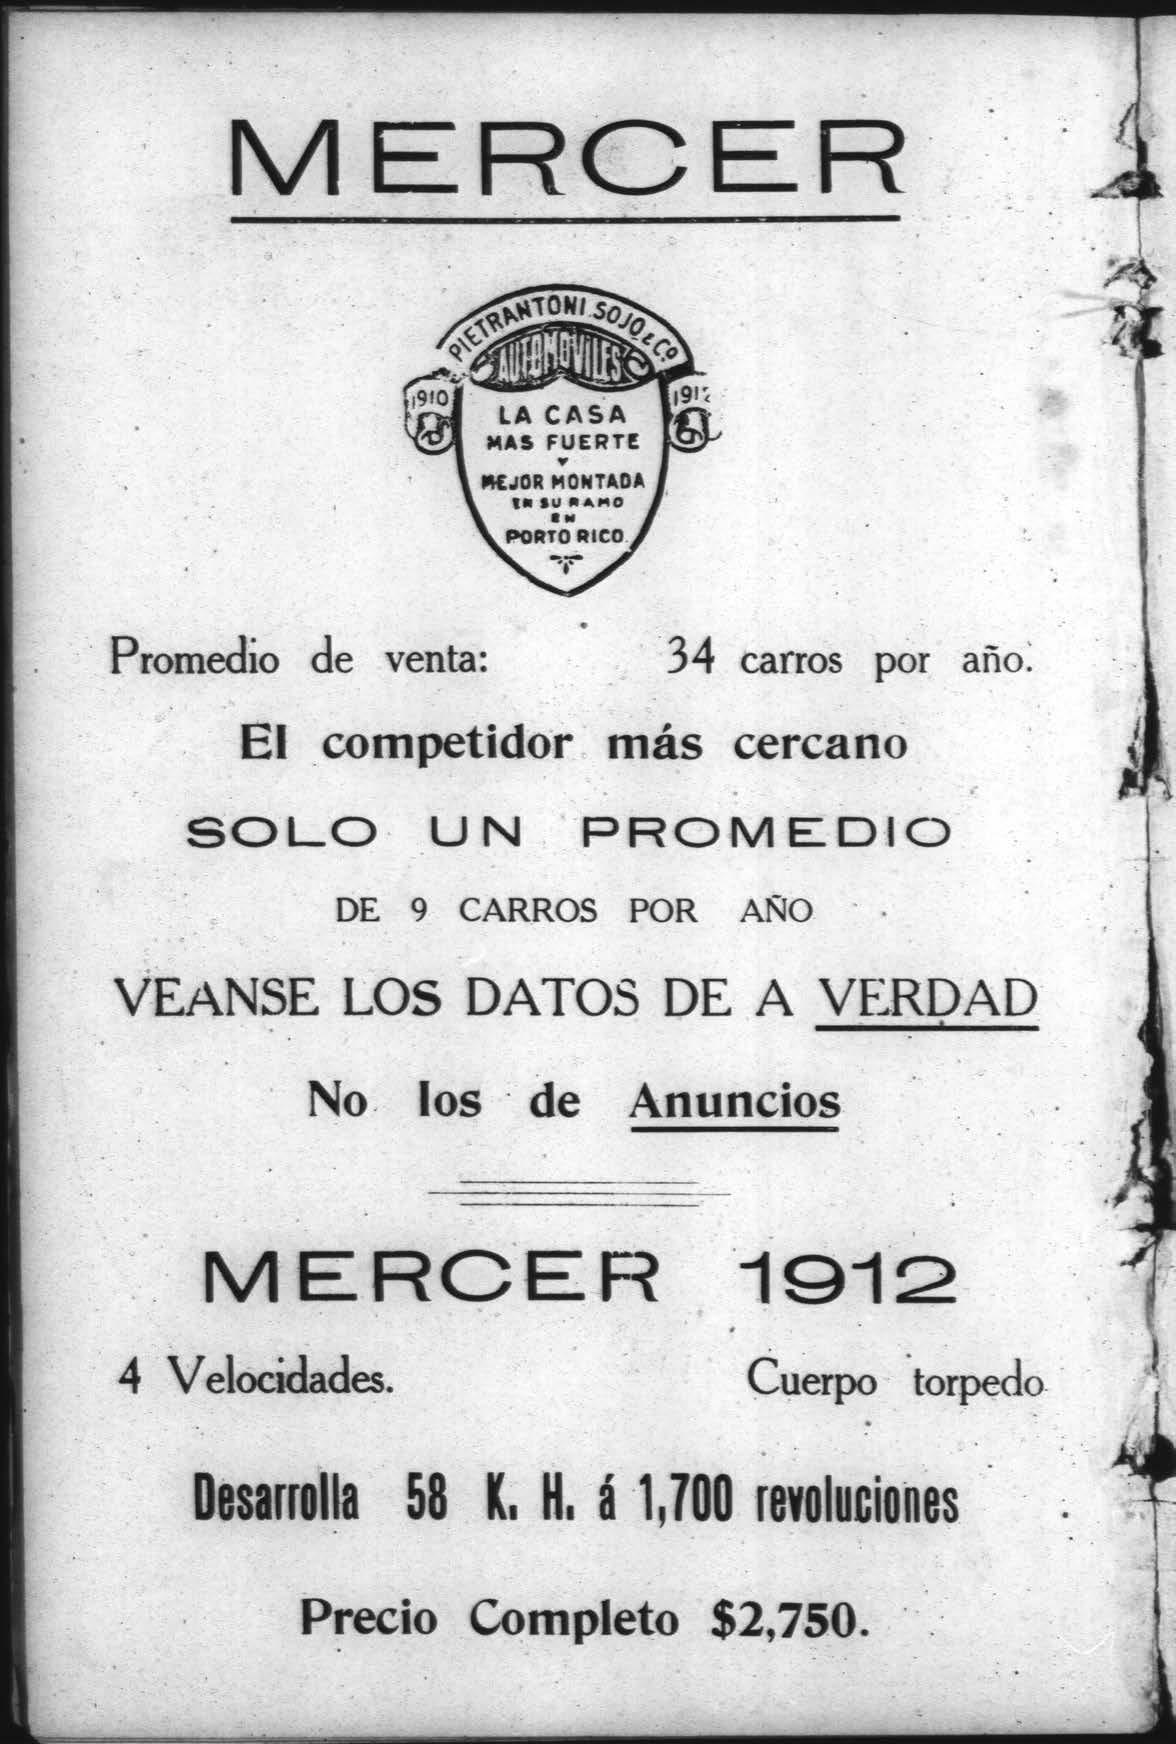 MERCER
PIETRANTONI SOJO & Co
AUTOMOVILES
1910
LA CASA
MAS FUERTE
Y
MEJOR MONTADA
EN SU RAMO
EN
PORTO RICO.
Promedio de venta: 34 carros por año.
El competidor más cercano
SOLO UN PROMEDIO
DE 9 CARROS POR AÑO
VEANSE LOS DATOS DE A VERDAD
No los de Anuncios
MERCER 1912
4 Velocidades. Cuerpo torpedo
Desarrolla 58 K. H. á 1,700 revoluciones
Precio Completo $2,750.